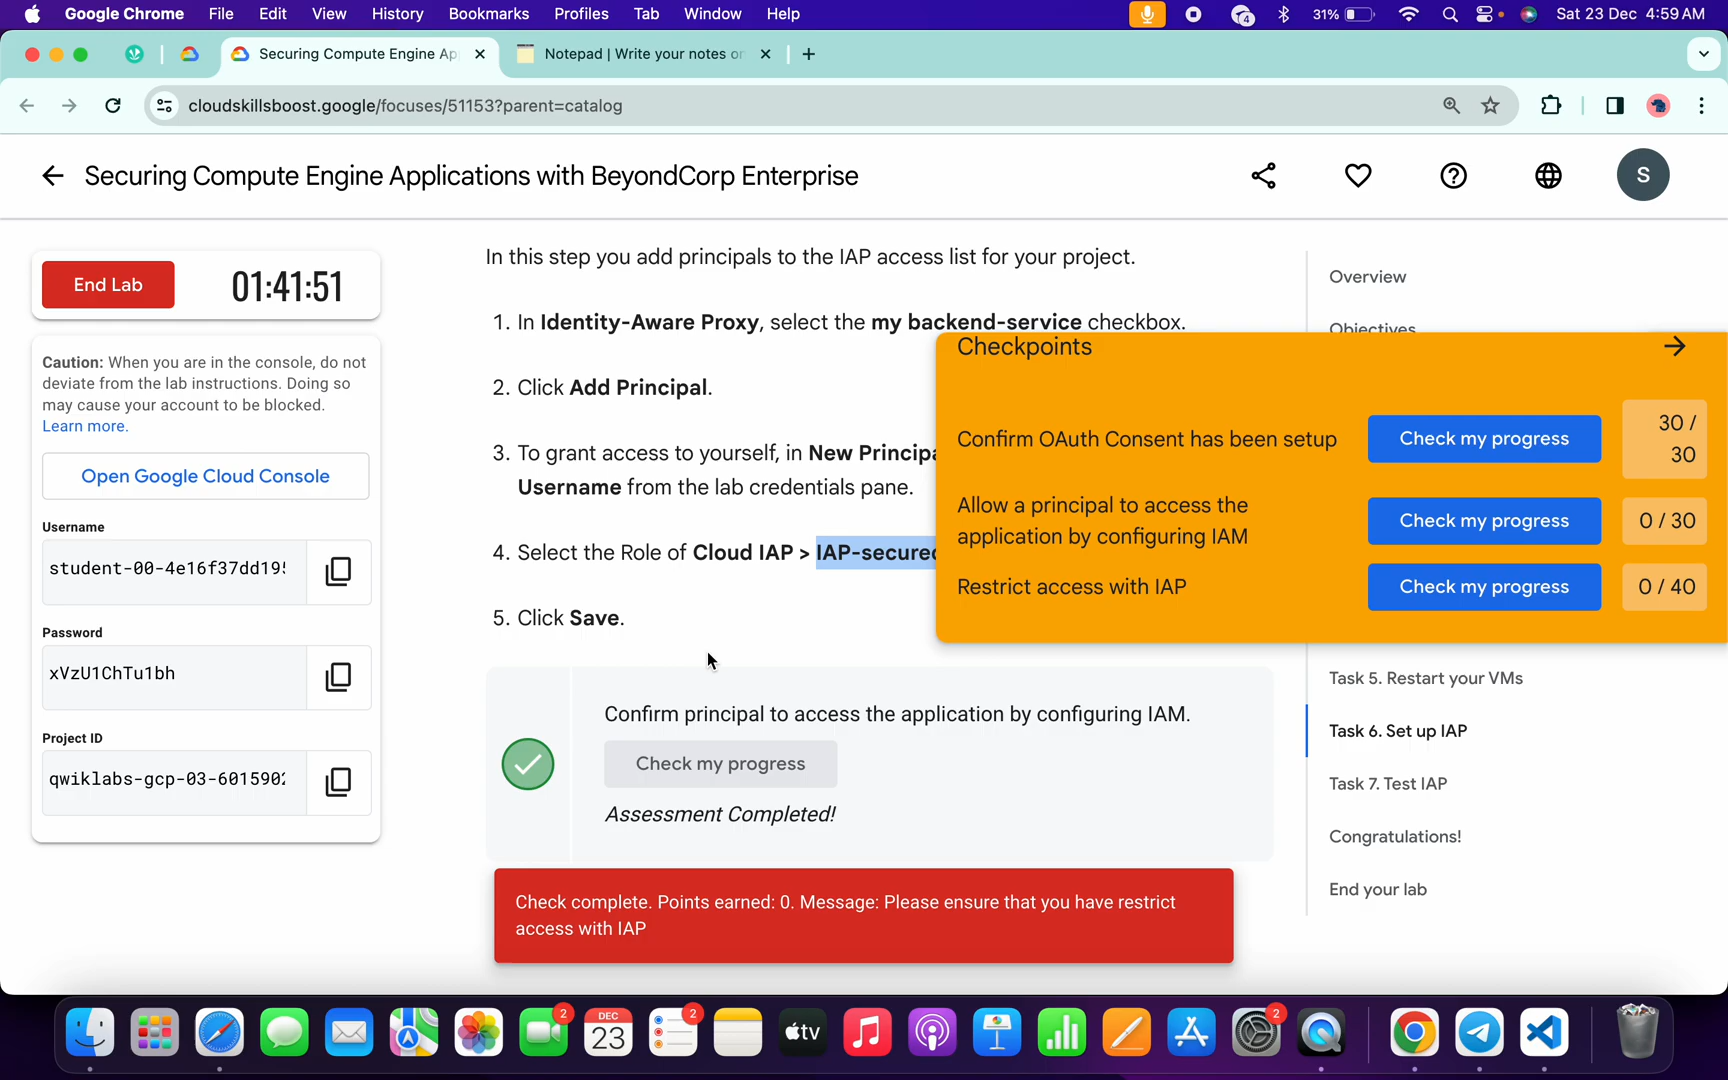 Google Chrome File Edit View History Bookmarks Profiles Tab Window Help 4 31% Sat 23 Dec 4:59 AM
Securing Compute Engine Ap
Notepad | Write your notes or
cloudskillsboost.google/focuses/51153?parent=catalog
Securing Compute Engine Applications with BeyondCorp Enterprise
S
End Lab 01:41:51
Caution: When you are in the console, do not
deviate from the lab instructions. Doing so
may cause your account to be blocked.
Learn more.
Open Google Cloud Console
Username
student-00-4e16f37dd19
Password
xVzU1ChTu1bh
Project ID
qwiklabs-gcp-03-601590
In this step you add principals to the IAP access list for your project.
1. In Identity-Aware Proxy, select the my backend-service checkbox.
2. Click Add Principal.
3. To grant access to yourself, in New Principa
Username from the lab credentials pane.
4. Select the Role of Cloud IAP > IAP-secured
5. Click Save.
Confirm principal to access the application by configuring IAM.
Check my progress
Assessment Completed!
Check complete. Points earned: 0. Message: Please ensure that you have restrict
access with IAP
Checkpoints
Confirm OAuth Consent has been setup
Check my progress
30 /
30
Allow a principal to access the
application by configuring IAM
Check my progress
0 / 30
Restrict access with IAP
Check my progress
0 / 40
Overview
Objectives
Task 5. Restart your VMs
Task 6. Set up IAP
Task 7. Test IAP
Congratulations!
End your lab
2
DEC
23
2
tv
2